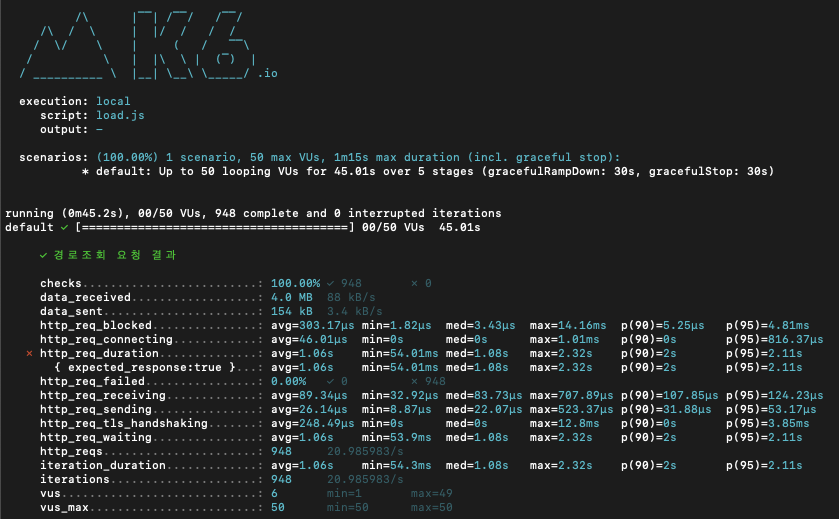 /\      |‾‾| /‾‾/   /‾‾/
/\  /  \     |  |/  /   /  /
/  \/    \    |     (   /   ‾‾\
/          \   |  |\  \ |  (‾)  |
/ __________ \  |__| \__\ \_____/ .io
execution: local
script: load.js
output: -
scenarios: (100.00%) 1 scenario, 50 max VUs, 1m15s max duration (incl. graceful stop):
* default: Up to 50 looping VUs for 45.01s over 5 stages (gracefulRampDown: 30s, gracefulStop: 30s)
running (0m45.2s), 00/50 VUs, 948 complete and 0 interrupted iterations
default ✓ [======================================] 00/50 VUs  45.01s
✓ 경로조회 요청 결과
checks.........................: 100.00% ✓ 948       ✗ 0
data_received..................: 4.0 MB  88 kB/s
data_sent......................: 154 kB  3.4 kB/s
http_req_blocked...............: avg=303.17µs min=1.82µs  med=3.43µs  max=14.16ms  p(90)=5.25µs   p(95)=4.81ms
http_req_connecting............: avg=46.01µs  min=0s      med=0s      max=1.01ms   p(90)=0s       p(95)=816.37µs
✗ http_req_duration..............: avg=1.06s    min=54.01ms med=1.08s   max=2.32s    p(90)=2s       p(95)=2.11s
{ expected_response:true }...: avg=1.06s    min=54.01ms med=1.08s   max=2.32s    p(90)=2s       p(95)=2.11s
http_req_failed................: 0.00%   ✓ 0         ✗ 948
http_req_receiving.............: avg=89.34µs  min=32.92µs med=83.73µs max=707.89µs p(90)=107.85µs p(95)=124.23µs
http_req_sending...............: avg=26.14µs  min=8.87µs  med=22.07µs max=523.37µs p(90)=31.88µs  p(95)=53.17µs
http_req_tls_handshaking.......: avg=248.49µs min=0s      med=0s      max=12.8ms   p(90)=0s       p(95)=3.85ms
http_req_waiting...............: avg=1.06s    min=53.9ms  med=1.08s   max=2.32s    p(90)=2s       p(95)=2.11s
http_reqs......................: 948     20.985983/s
iteration_duration.............: avg=1.06s    min=54.3ms  med=1.08s   max=2.32s    p(90)=2s       p(95)=2.11s
iterations.....................: 948     20.985983/s
vus............................: 6       min=1       max=49
vus_max........................: 50      min=50      max=50